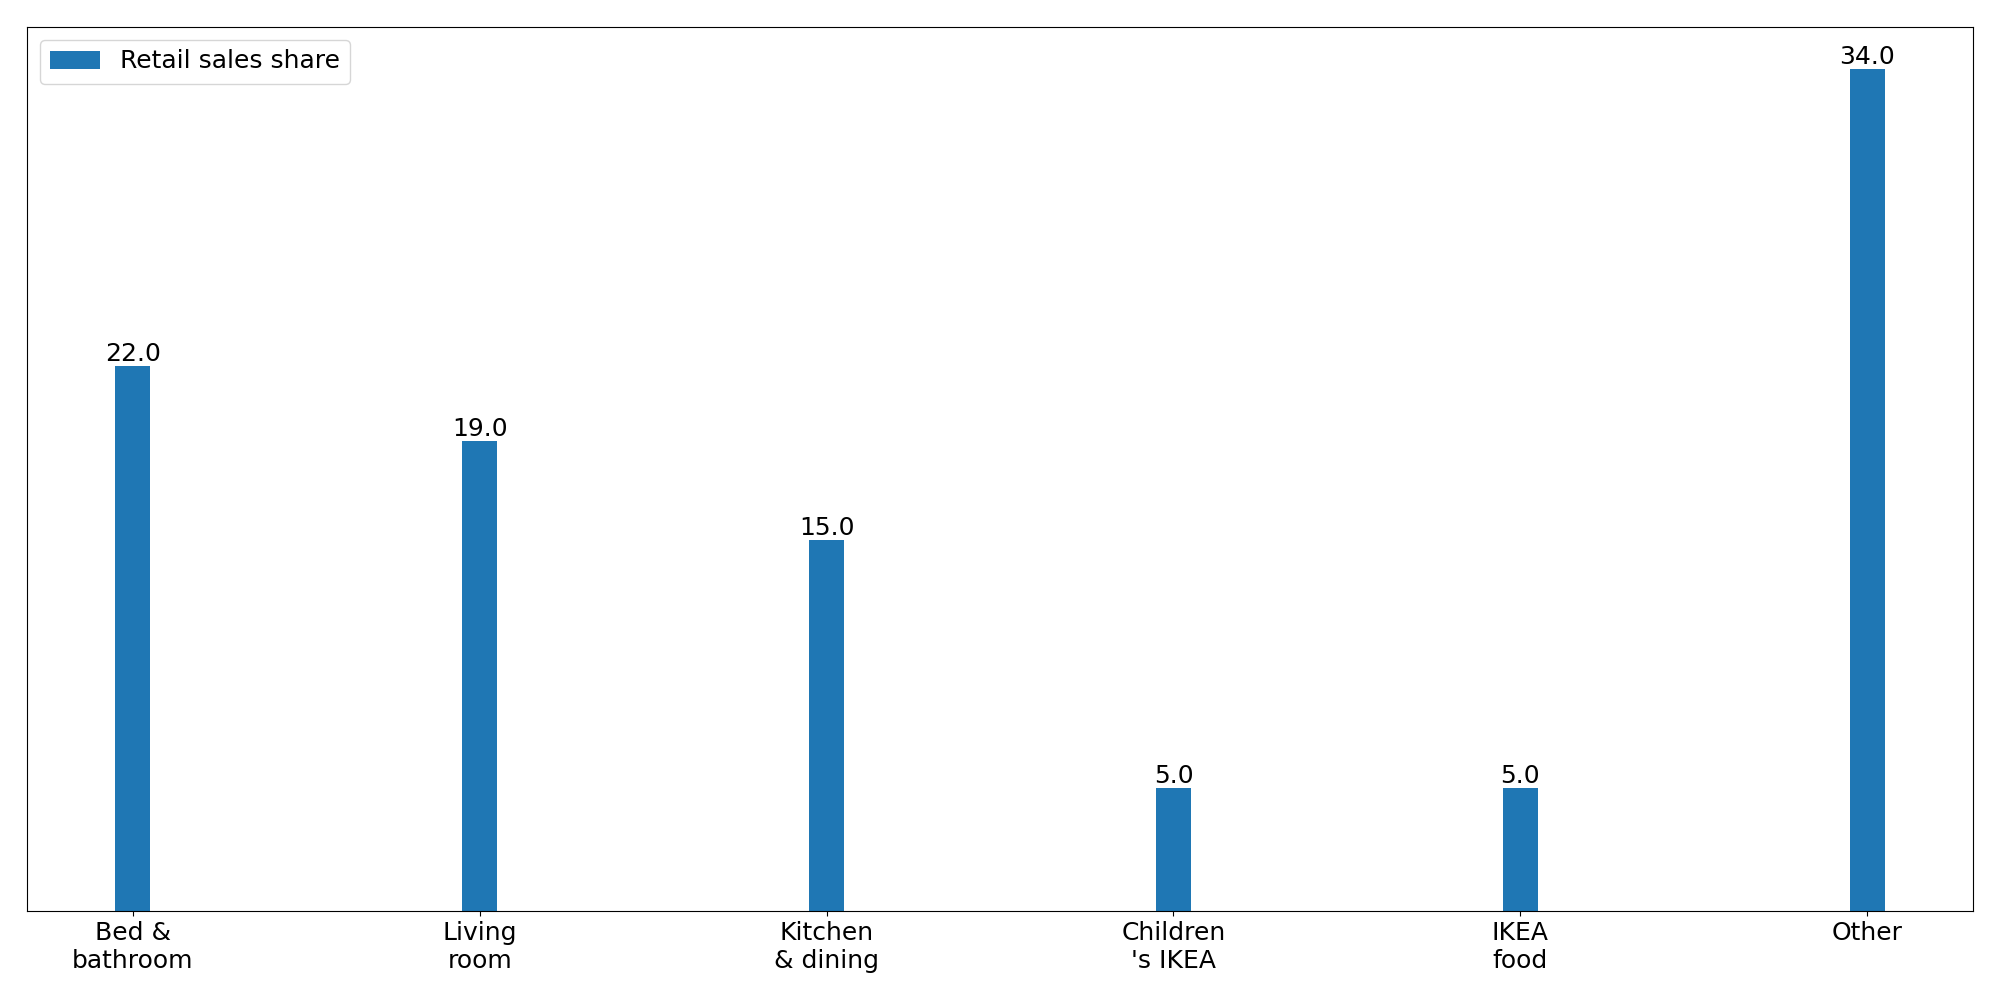 Retail sales share
34.0
22.0
19.0
15.0
5.0
5.0
Bed &
bathroom
Living
room
Kitchen
& dining
Children
's IKEA
IKEA
food
Other